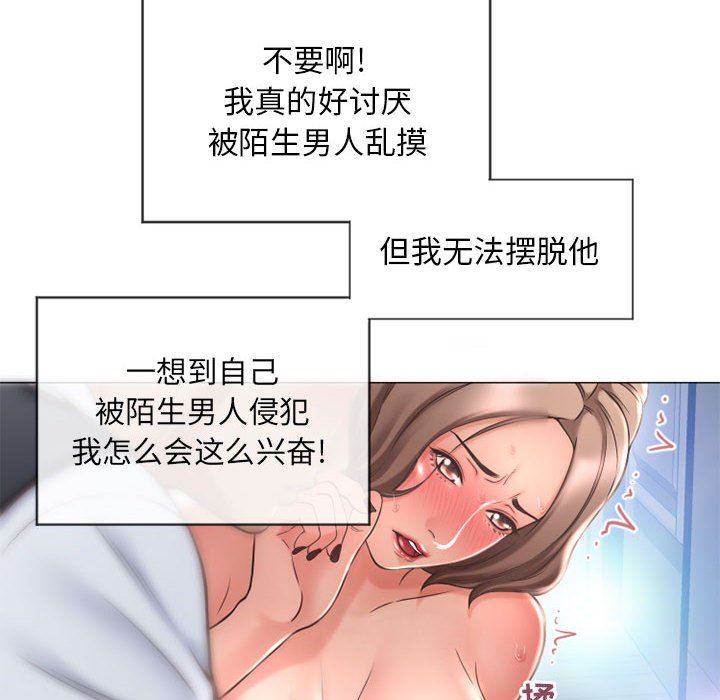 不要啊!
我真的好讨厌
被陌生男人乱摸
但我无法摆脱他
一想到自己
被陌生男人侵犯
我怎么会这么兴奋!
揉